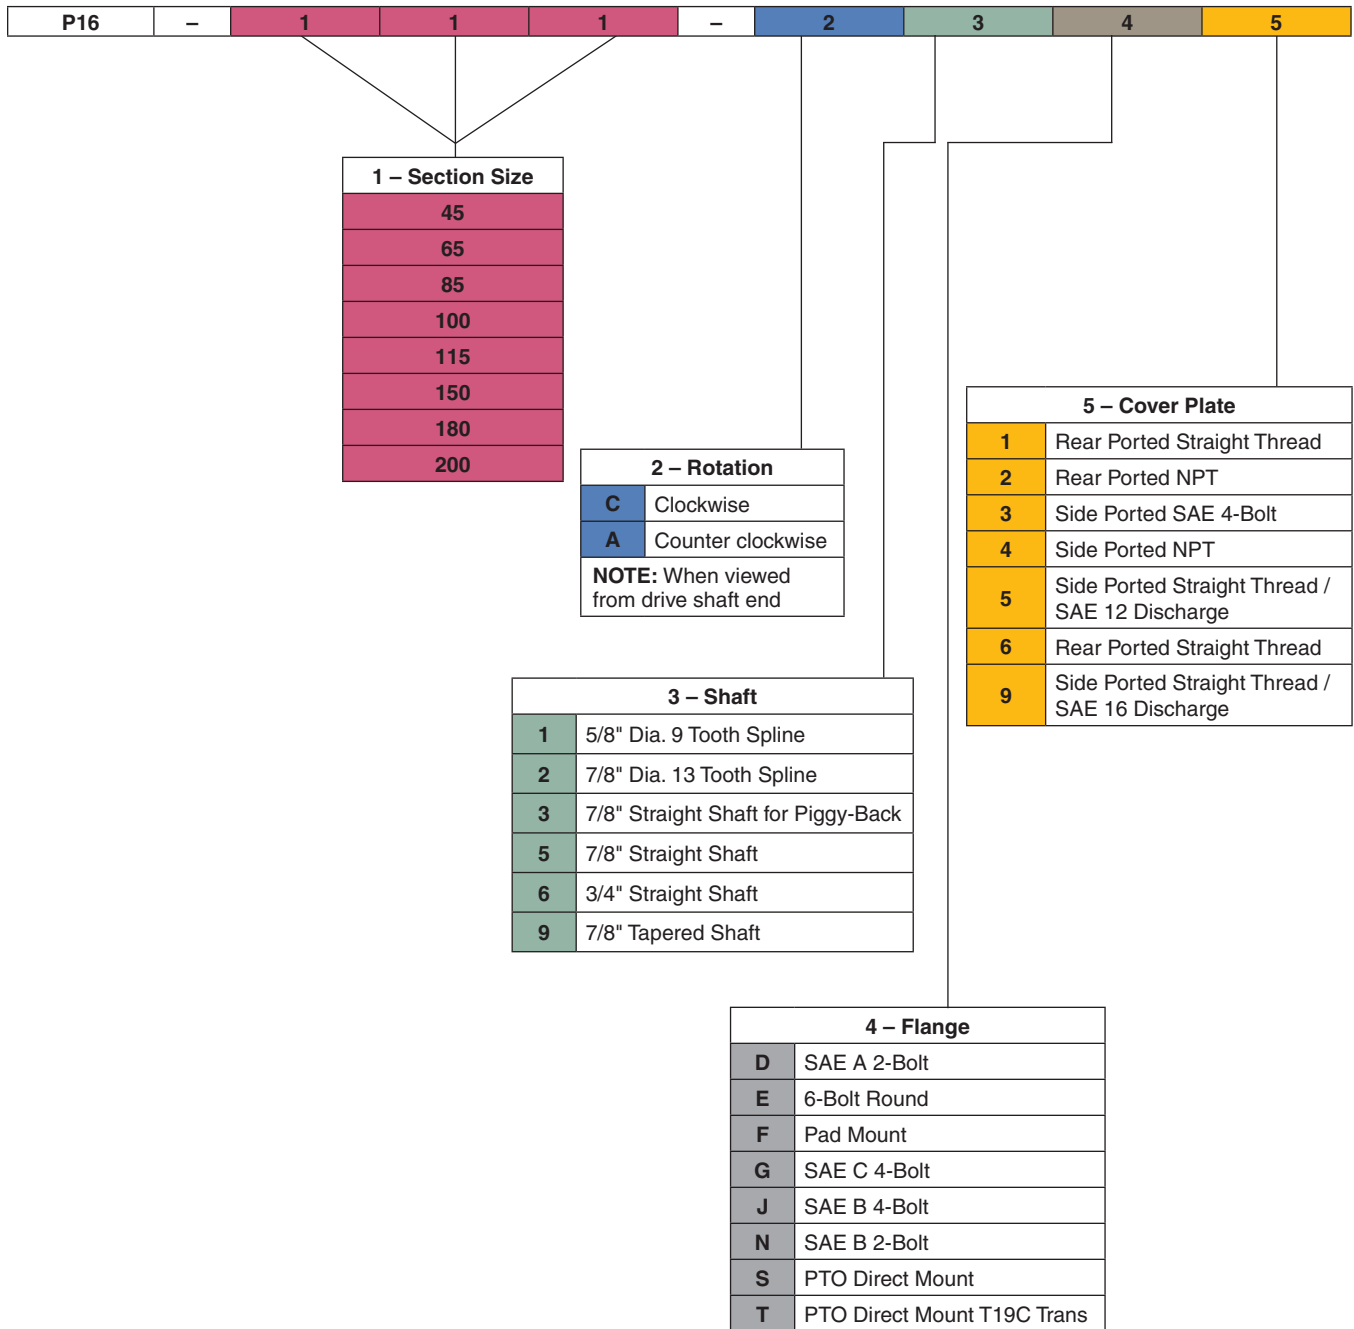 P16 – 1 1 1 – 2 3 4 5
1 – Section Size
45
65
85
100
115
150
180
200
2 – Rotation
C Clockwise
A Counter clockwise
NOTE: When viewed
from drive shaft end
5 – Cover Plate
1 Rear Ported Straight Thread
2 Rear Ported NPT
3 Side Ported SAE 4-Bolt
4 Side Ported NPT
5 Side Ported Straight Thread /
SAE 12 Discharge
6 Rear Ported Straight Thread
9 Side Ported Straight Thread /
SAE 16 Discharge
3 – Shaft
1 5/8" Dia. 9 Tooth Spline
2 7/8" Dia. 13 Tooth Spline
3 7/8" Straight Shaft for Piggy-Back
5 7/8" Straight Shaft
6 3/4" Straight Shaft
9 7/8" Tapered Shaft
4 – Flange
D SAE A 2-Bolt
E 6-Bolt Round
F Pad Mount
G SAE C 4-Bolt
J SAE B 4-Bolt
N SAE B 2-Bolt
S PTO Direct Mount
T PTO Direct Mount T19C Trans